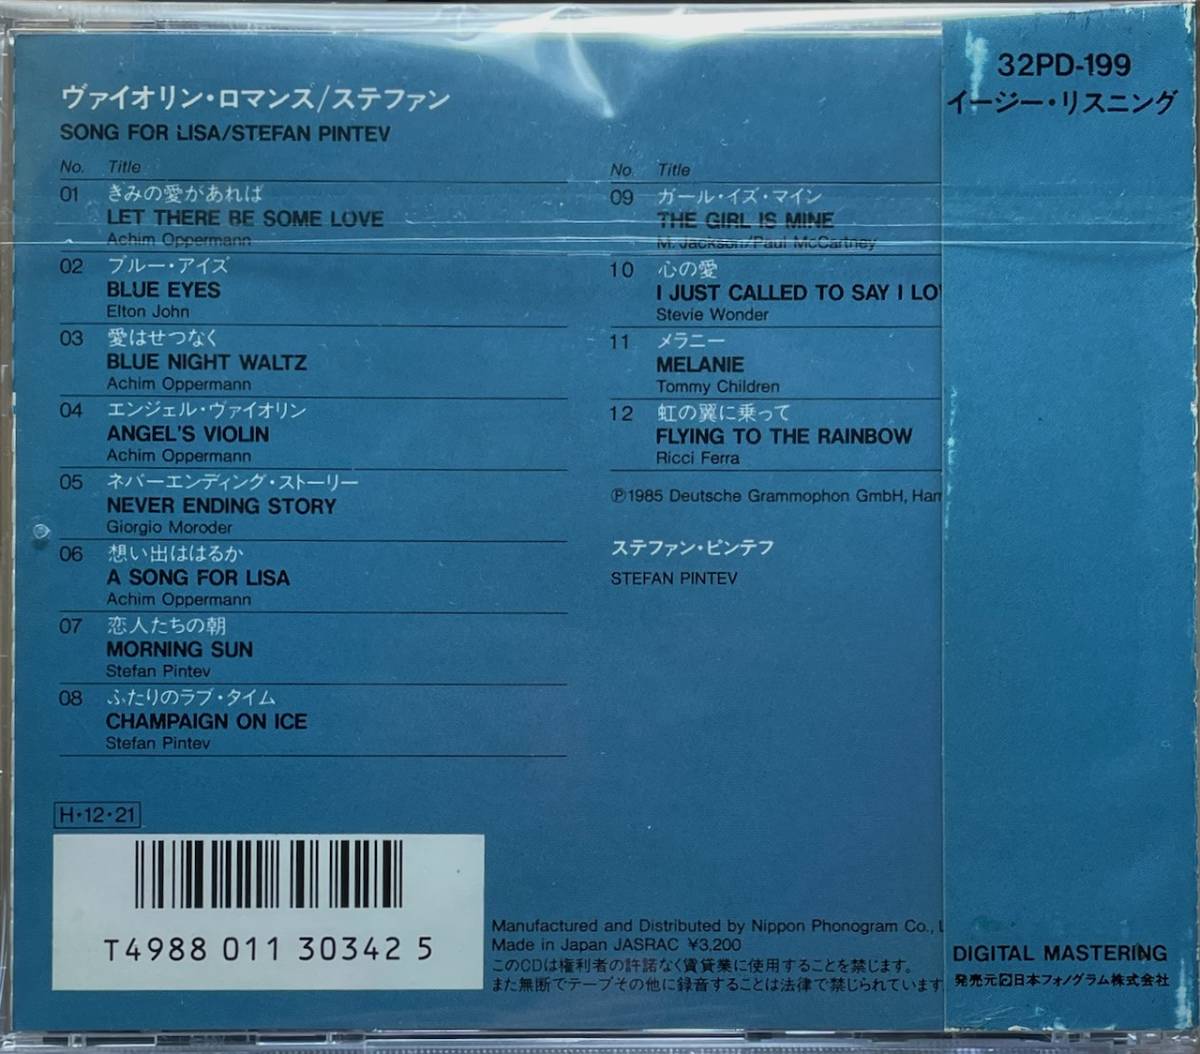 ヴァイオリン・ロマンス/ステファン
SONG FOR LISA/STEFAN PINTEV
No. Title
01 きみの愛があれば
LET THERE BE SOME LOVE
Achim Oppermann
02 ブルー・アイズ
BLUE EYES
Elton John
03 愛はせつなく
BLUE NIGHT WALTZ
Achim Oppermann
04 エンジェル・ヴァイオリン
ANGEL'S VIOLIN
Achim Oppermann
05 ネバーエンディング・ストーリー
NEVER ENDING STORY
Giorgio Moroder
06 想い出ははるか
A SONG FOR LISA
Achim Oppermann
07 恋人たちの朝
MORNING SUN
Stefan Pintev
08 ふたりのラブ・タイム
CHAMPAIGN ON ICE
Stefan Pintev
No. Title
09 ガール・イズ・マイン
THE GIRL IS MINE
M. Jackson/Paul McCartney
10 心の愛
I JUST CALLED TO SAY I LO
Stevie Wonder
11 メラニー
MELANIE
Tommy Children
12 虹の翼に乗って
FLYING TO THE RAINBOW
Ricci Ferra
℗1985 Deutsche Grammophon GmbH, Ham
ステファン・ピンテフ
STEFAN PINTEV
H・12・21
T4988 011 30342 5
Manufactured and Distributed by Nippon Phonogram Co., L
Made in Japan JASRAC ¥3,200
このCDは権利者の許諾なく賃貸業に使用することを禁じます。
また無断でテープその他に録音することは法律で禁じられています
32PD-199
イージー・リスニング
DIGITAL MASTERING
発売元 日本フォノグラム株式会社